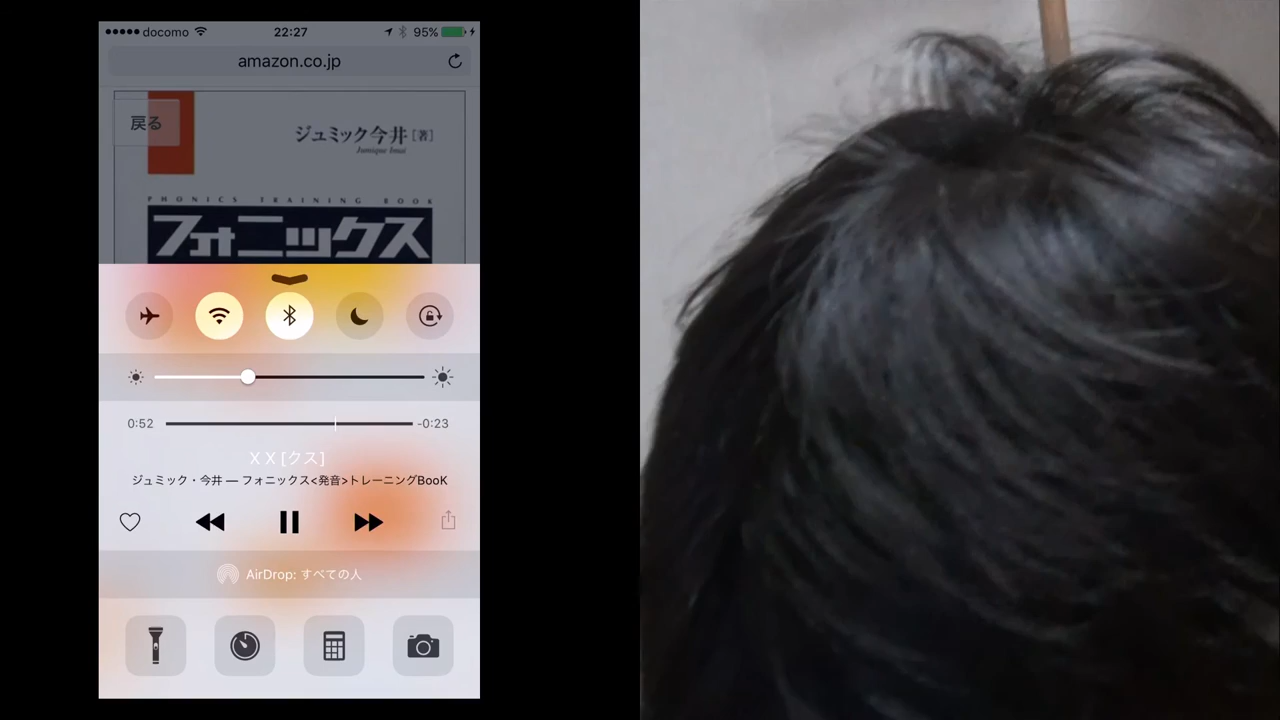 docomo 22:27 95%
amazon.co.jp
戻る
ジュミック今井[著]
Jumique Imai
PHONICS TRAINING BOOK
フォニックス
0:52 -0:23
X X [クス]
ジュミック・今井 — フォニックス<発音>トレーニングBooK
AirDrop: すべての人